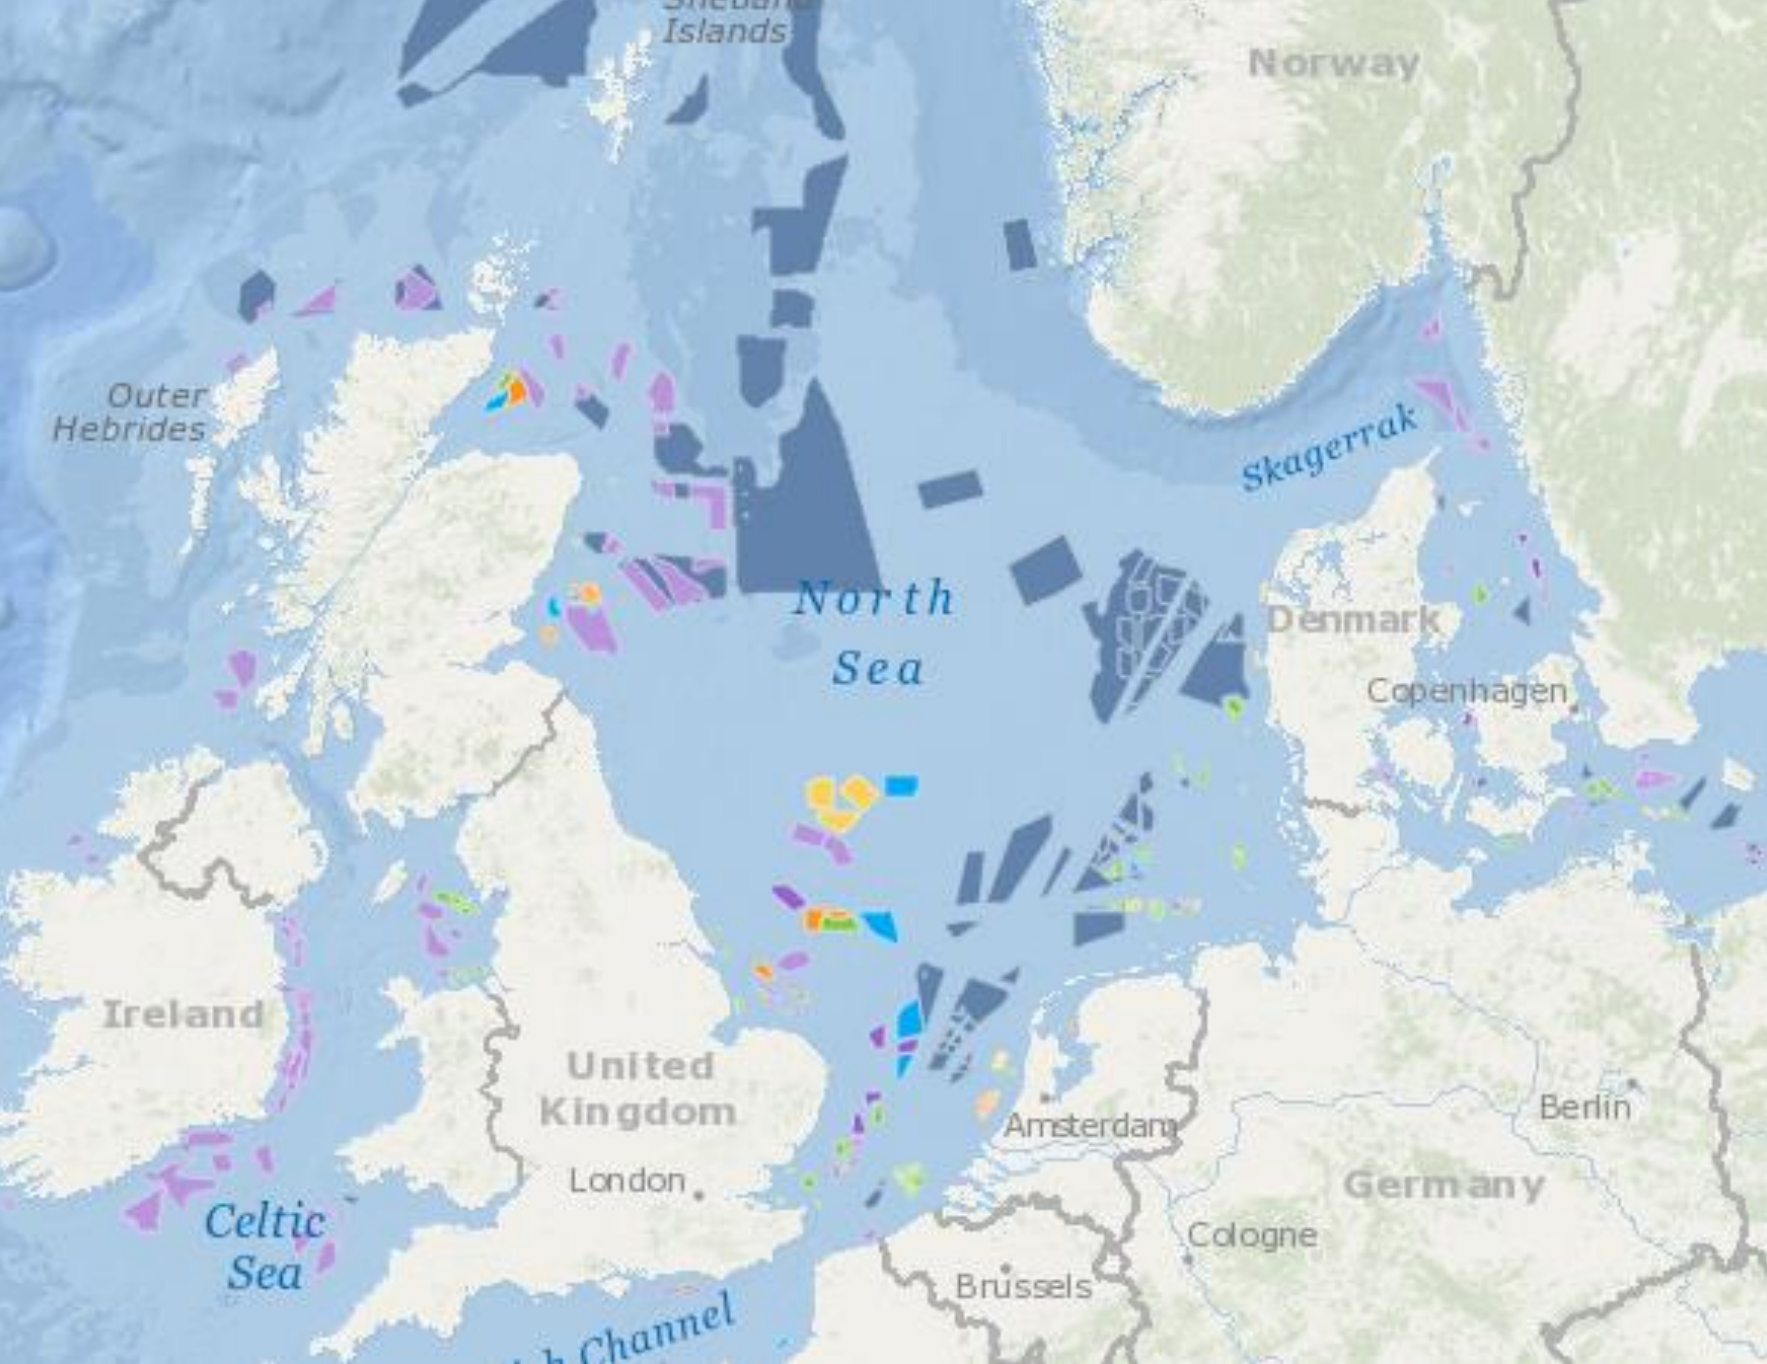 Shetland
Islands
Norway
Outer
Hebrides
Skagerrak
North
Sea
Denmark
Copenhagen
Ireland
United
Kingdom
Amsterdam
Berlin
London
Germany
Celtic
Sea
Cologne
Brussels
Channel